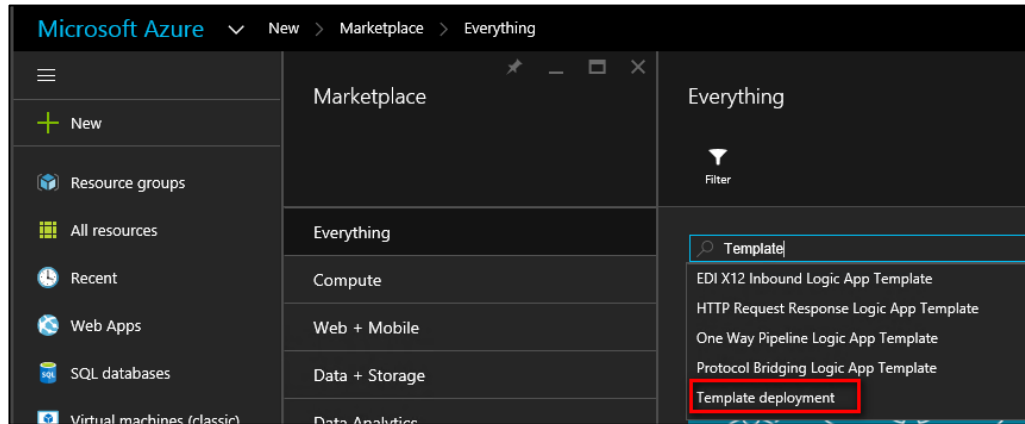 Microsoft Azure New > Marketplace > Everything
New
Resource groups
All resources
Recent
Web Apps
SQL databases
Virtual machines (classic)
Marketplace
Everything
Compute
Web + Mobile
Data + Storage
Data Analytics
Everything
Filter
Template
EDI X12 Inbound Logic App Template
HTTP Request Response Logic App Template
One Way Pipeline Logic App Template
Protocol Bridging Logic App Template
Template deployment